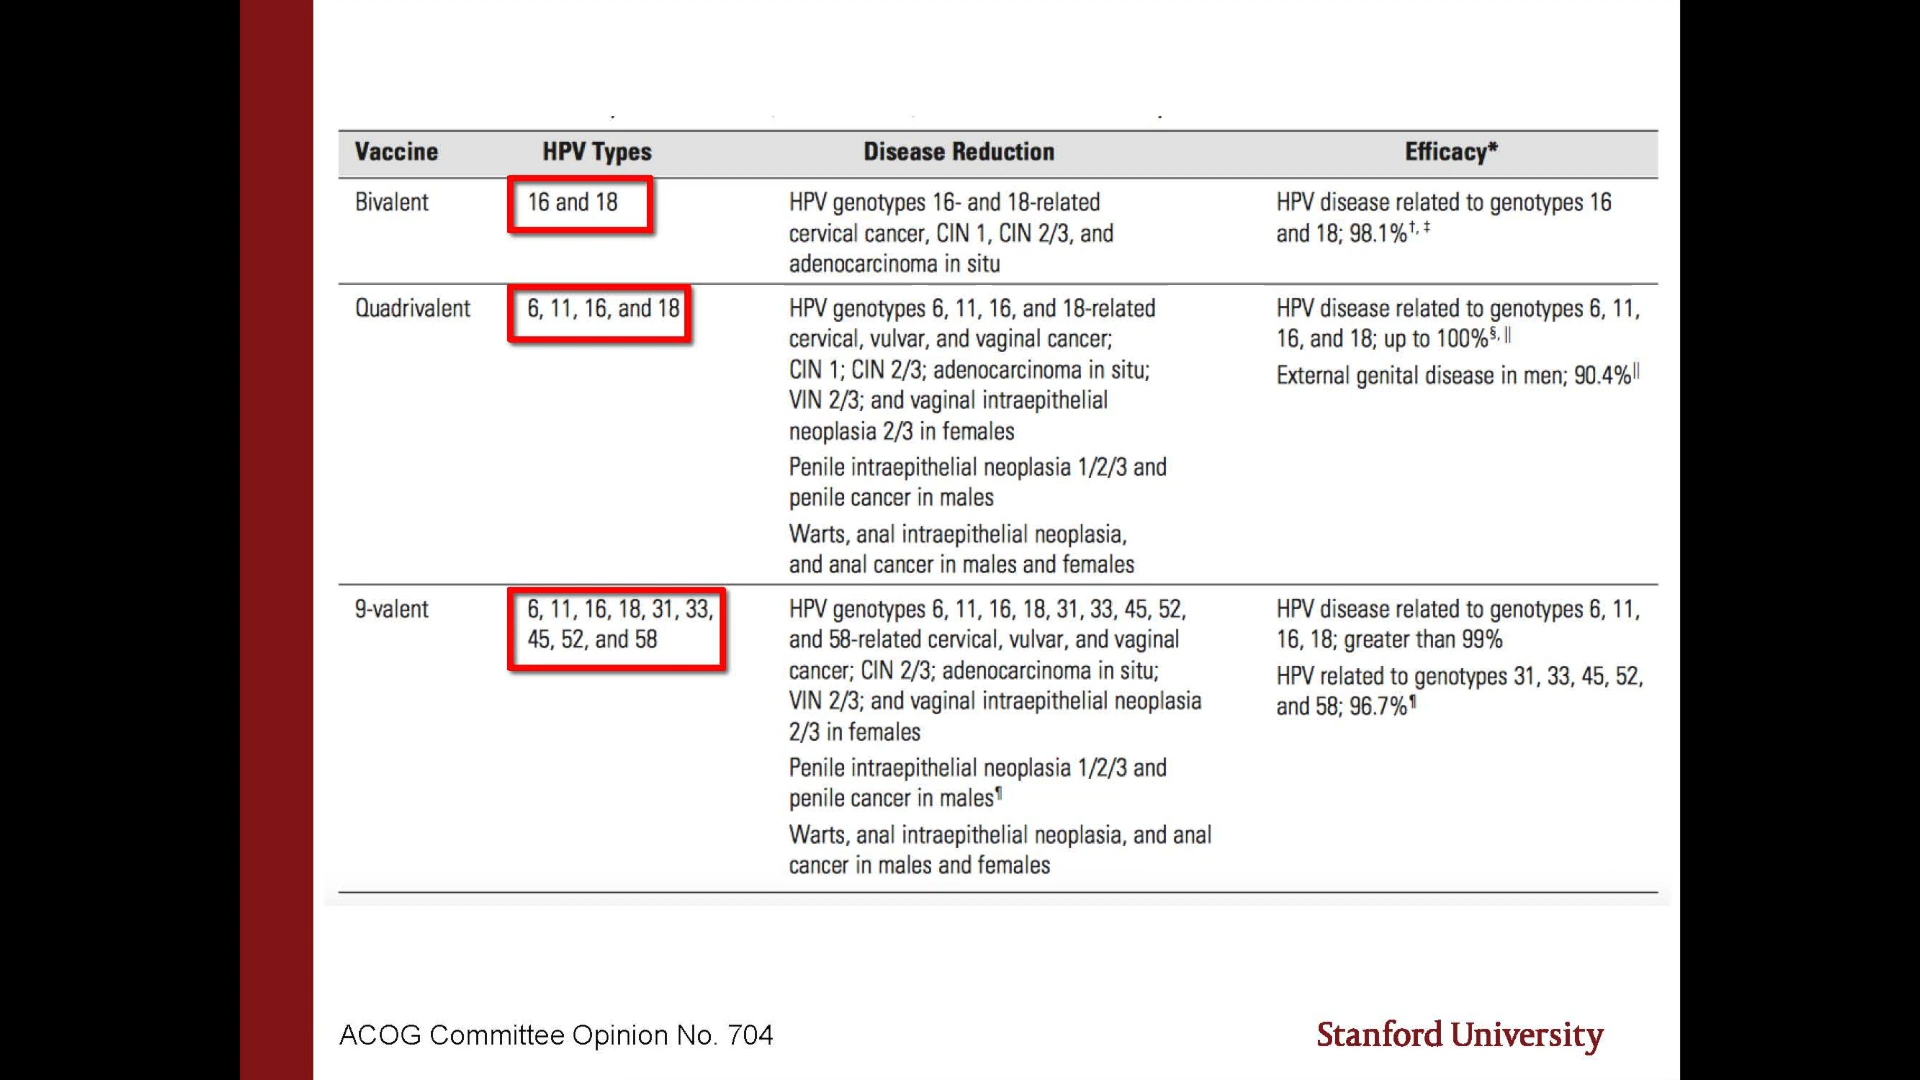 Vaccine HPV Types Disease Reduction Efficacy*
Bivalent 16 and 18 HPV genotypes 16- and 18-related HPV disease related to genotypes 16
cervical cancer, CIN 1, CIN 2/3, and and 18; 98.1%†, ‡
adenocarcinoma in situ
Quadrivalent 6, 11, 16, and 18 HPV genotypes 6, 11, 16, and 18-related HPV disease related to genotypes 6, 11,
cervical, vulvar, and vaginal cancer; 16, and 18; up to 100%§, ||
CIN 1; CIN 2/3; adenocarcinoma in situ; External genital disease in men; 90.4%||
VIN 2/3; and vaginal intraepithelial
neoplasia 2/3 in females
Penile intraepithelial neoplasia 1/2/3 and
penile cancer in males
Warts, anal intraepithelial neoplasia,
and anal cancer in males and females
9-valent 6, 11, 16, 18, 31, 33, HPV genotypes 6, 11, 16, 18, 31, 33, 45, 52, HPV disease related to genotypes 6, 11,
45, 52, and 58 and 58-related cervical, vulvar, and vaginal 16, 18; greater than 99%
cancer; CIN 2/3; adenocarcinoma in situ; HPV related to genotypes 31, 33, 45, 52,
VIN 2/3; and vaginal intraepithelial neoplasia and 58; 96.7%¶
2/3 in females
Penile intraepithelial neoplasia 1/2/3 and
penile cancer in males¶
Warts, anal intraepithelial neoplasia, and anal
cancer in males and females
ACOG Committee Opinion No. 704 Stanford University